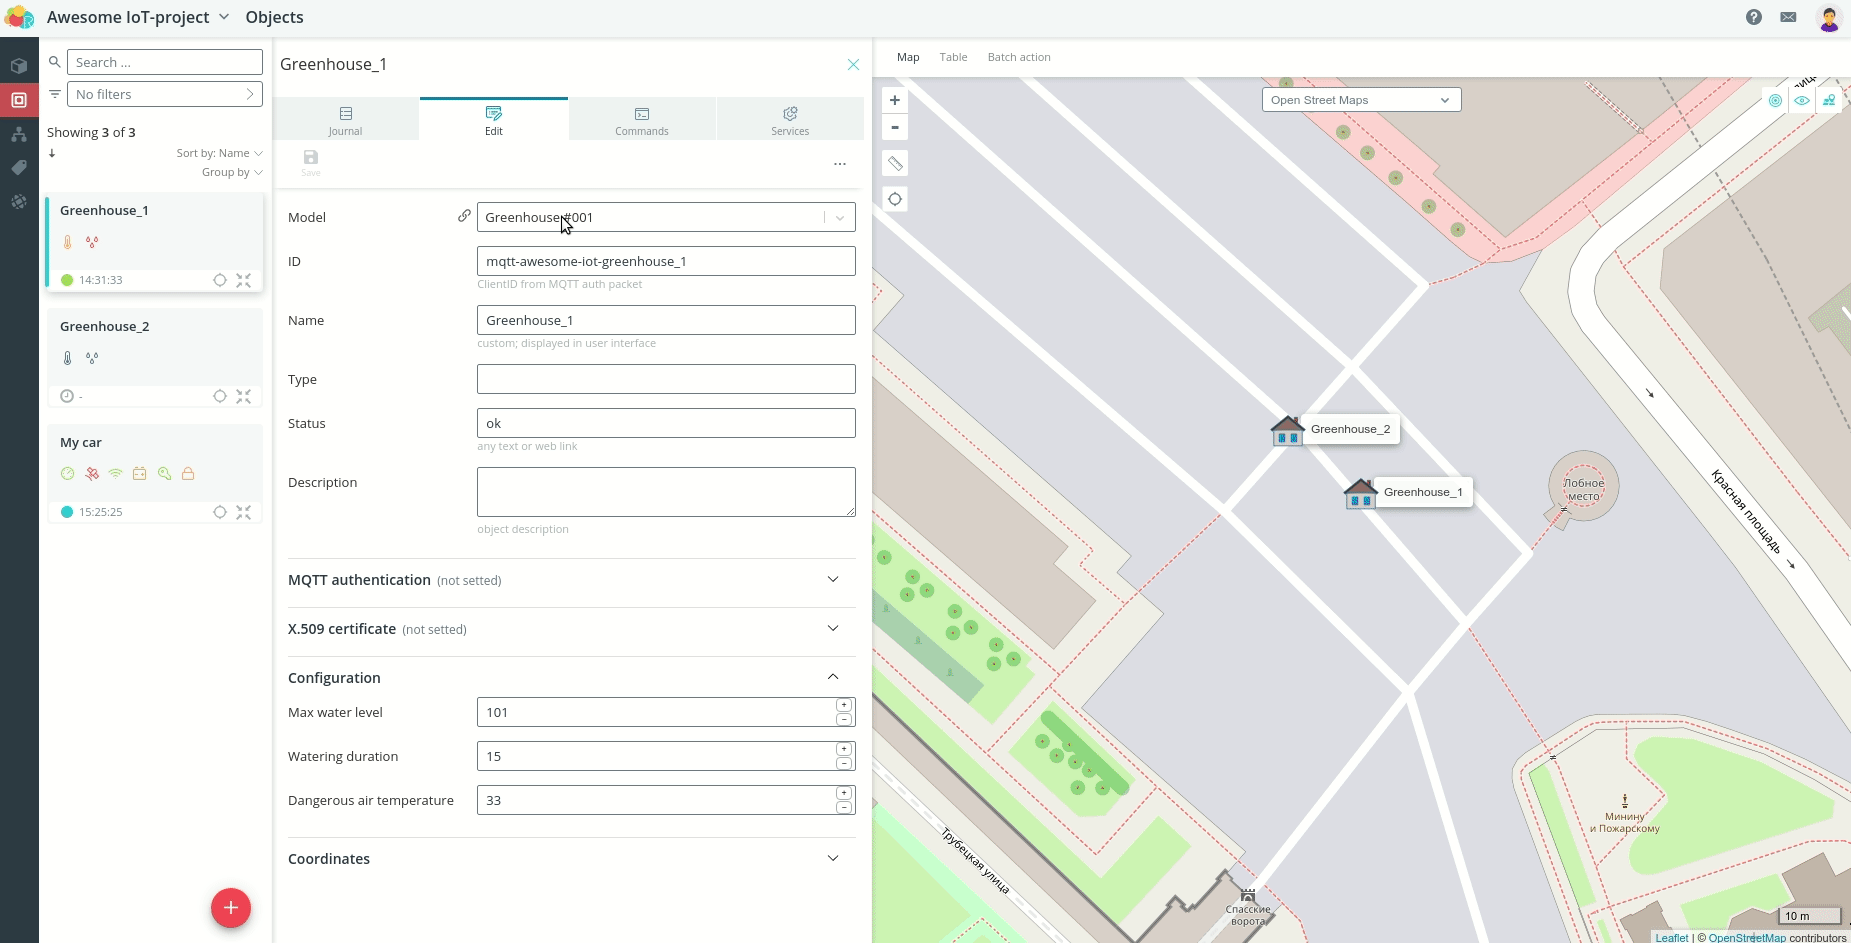 Awesome IoT-project
Objects
Search ...
No filters
Showing 3 of 3
Sort by: Name
Group by
Greenhouse_1
14:31:33
Greenhouse_2
-
My car
15:25:25
Greenhouse_1
Journal
Edit
Commands
Services
Save
...
Model
Greenhouse #001
ID
mqtt-awesome-iot-greenhouse_1
ClientID from MQTT auth packet
Name
Greenhouse_1
custom; displayed in user interface
Type
Status
ok
any text or web link
Description
object description
MQTT authentication (not setted)
X.509 certificate (not setted)
Configuration
Max water level
101
Watering duration
15
Dangerous air temperature
33
Coordinates
Map
Table
Batch action
Open Street Maps
Greenhouse_2
Greenhouse_1
Лобное
место
Красная площадь
Минину
и Пожарскому
Трубецкая улица
Спасские
ворота
10 m
Leaflet | © OpenStreetMap contributors